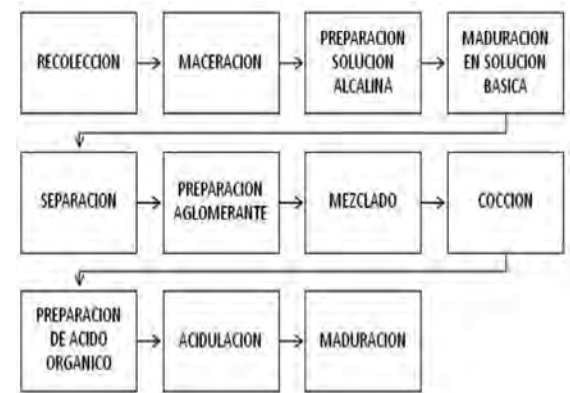 RECOLECCION
MACERACION
PREPARACION
SOLUCION
ALCALINA
MADURACION
EN SOLUCION
BASICA
SEPARACION
PREPARACION
AGLOMERANTE
MEZCLADO
COCCION
PREPARACION
DE ACIDO
ORGANICO
ACIDULACION
MADURACION